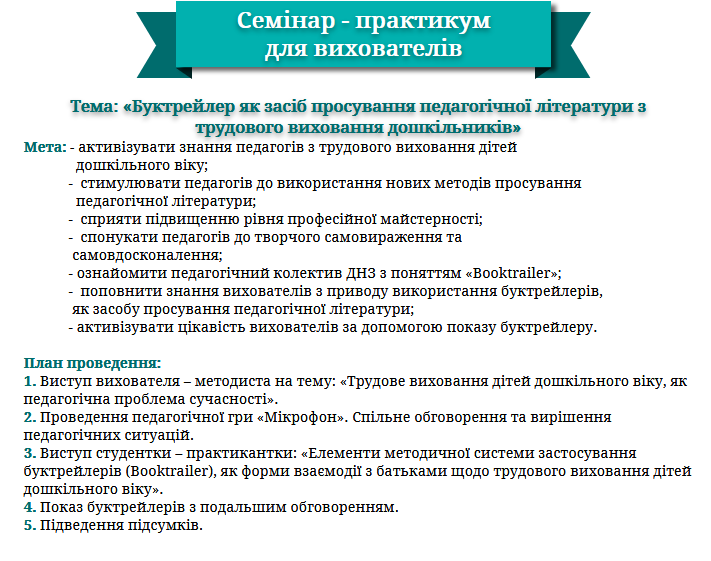 Семінар - практикум
для вихователів
Тема: «Буктрейлер як засіб просування педагогічної літератури з
трудового виховання дошкільників»
Мета: - активізувати знання педагогів з трудового виховання дітей
дошкільного віку;
- стимулювати педагогів до використання нових методів просування
педагогічної літератури;
- сприяти підвищенню рівня професійної майстерності;
- спонукати педагогів до творчого самовираження та
самовдосконалення;
- ознайомити педагогічний колектив ДНЗ з поняттям «Booktrailer»;
- поповнити знання вихователів з приводу використання буктрейлерів,
як засобу просування педагогічної літератури;
- активізувати цікавість вихователів за допомогою показу буктрейлеру.
План проведення:
1. Виступ вихователя – методиста на тему: «Трудове виховання дітей дошкільного віку, як
педагогічна проблема сучасності».
2. Проведення педагогічної гри «Мікрофон». Спільне обговорення та вирішення
педагогічних ситуацій.
3. Виступ студентки – практикантки: «Елементи методичної системи застосування
буктрейлерів (Booktrailer), як форми взаємодії з батьками щодо трудового виховання дітей
дошкільного віку».
4. Показ буктрейлерів з подальшим обговоренням.
5. Підведення підсумків.